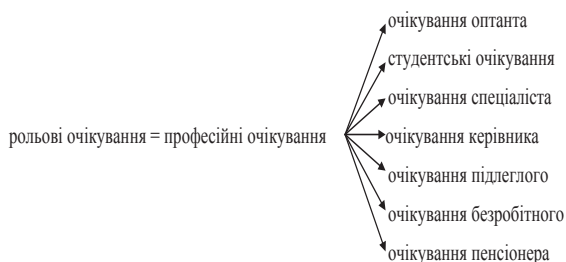 очікування оптанта
студентські очікування
очікування спеціаліста
рольові очікування = професійні очікування
очікування керівника
очікування підлеглого
очікування безробітного
очікування пенсіонера